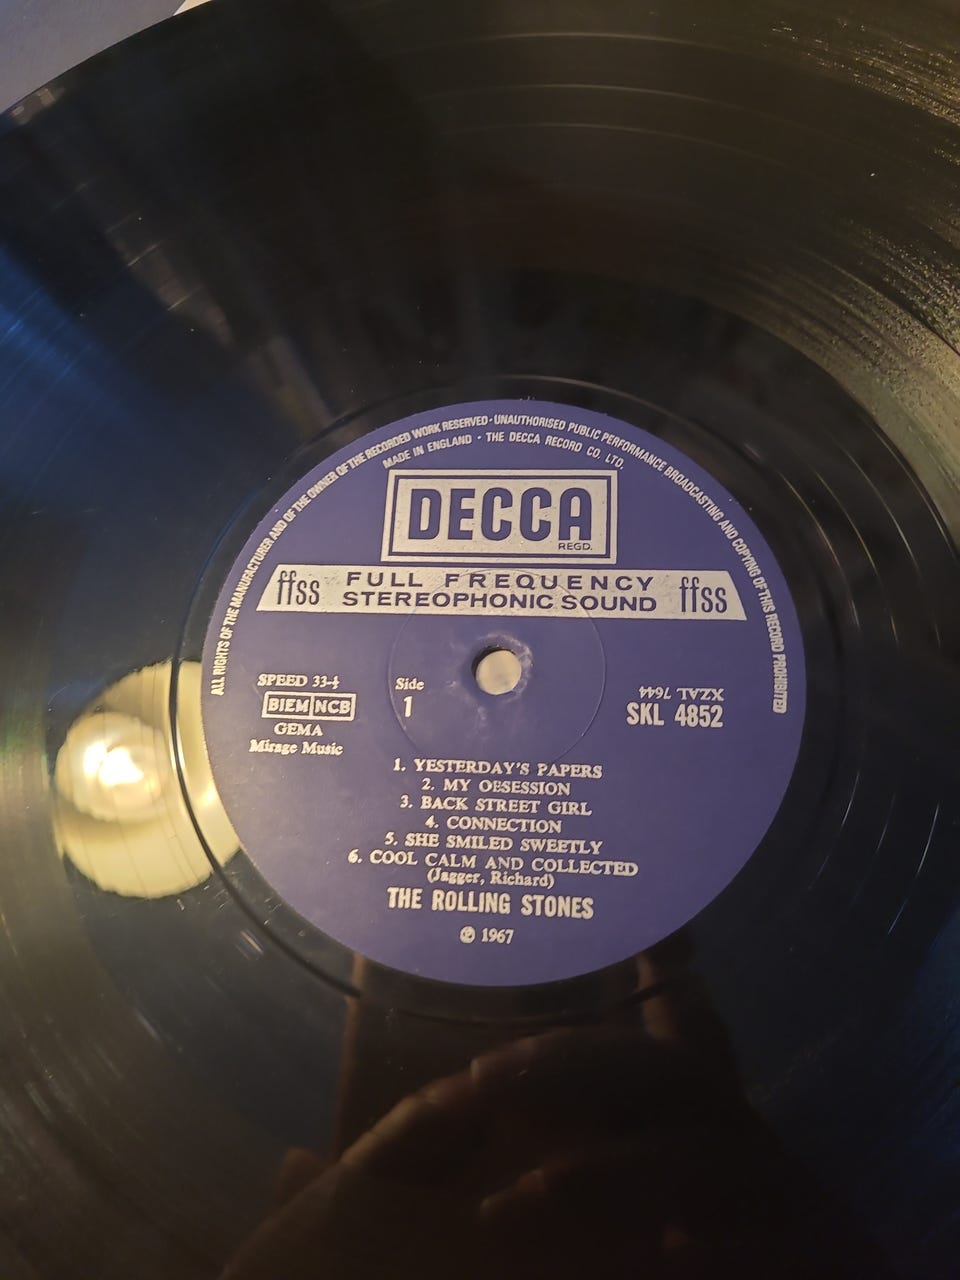 ALL RIGHTS OF THE MANUFACTURER AND OF THE OWNER OF THE RECORDED WORK RESERVED · UNAUTHORISED PUBLIC PERFORMANCE BROADCASTING AND COPYING OF THIS RECORD PROHIBITED
MADE IN ENGLAND · THE DECCA RECORD CO. LTD.
DECCA
REGD.
ffss FULL FREQUENCY ffss
STEREOPHONIC SOUND
SPEED 33⅓
BIEM NCB
GEMA
Mirage Music
Side
1
XZAL 7644
SKL 4852
1. YESTERDAY'S PAPERS
2. MY OBSESSION
3. BACK STREET GIRL
4. CONNECTION
5. SHE SMILED SWEETLY
6. COOL CALM AND COLLECTED
(Jagger, Richard)
THE ROLLING STONES
℗ 1967